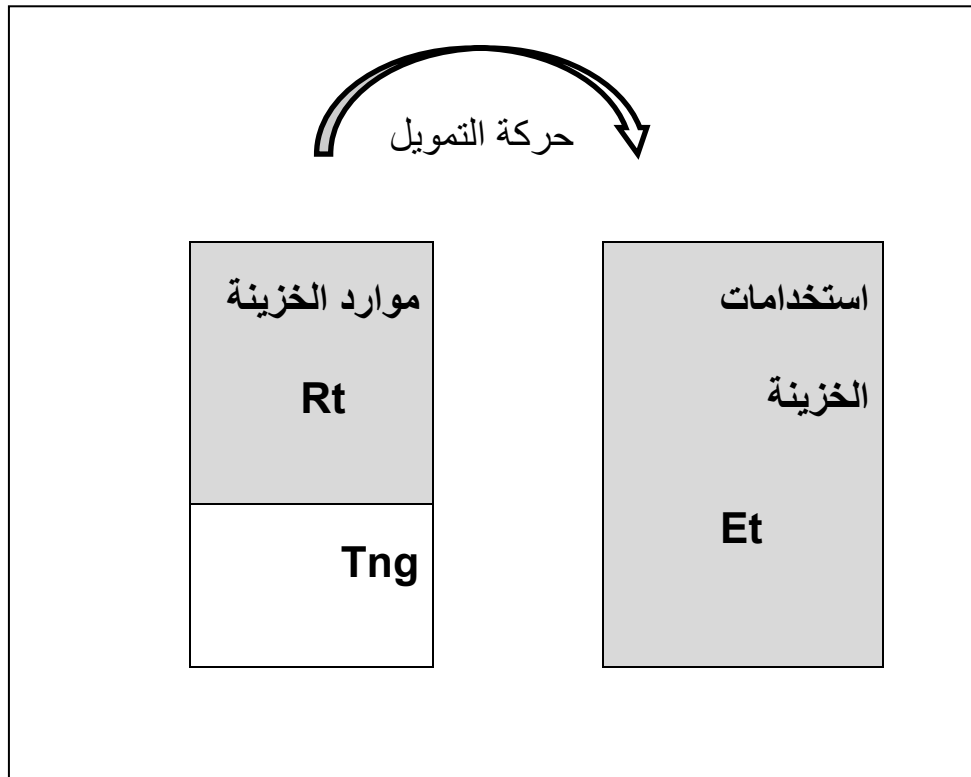 حركة التمويل
استخدامات
الخزينة
Et
موارد الخزينة
Rt
Tng